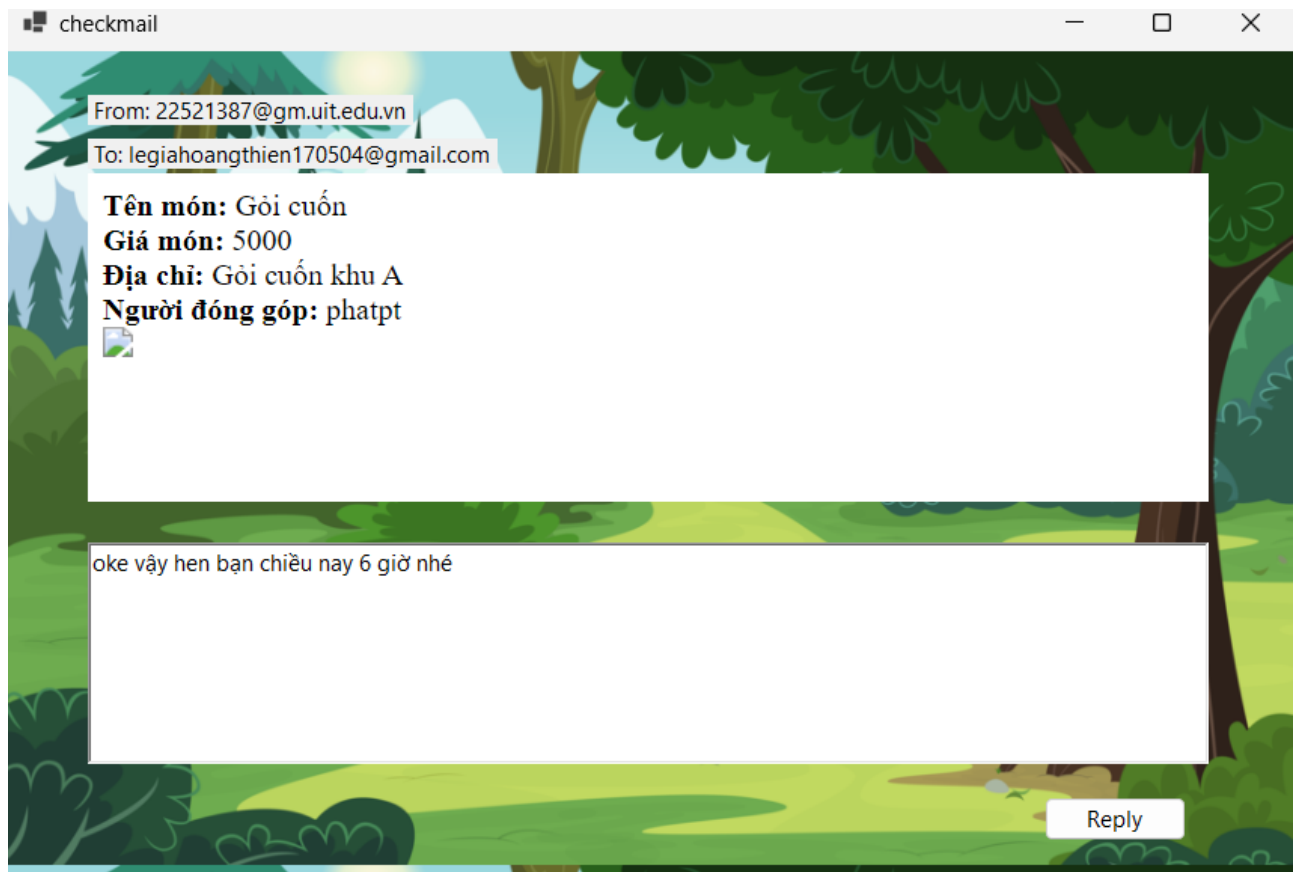 checkmail
From: 22521387@gm.uit.edu.vn
To: legiahoangthien170504@gmail.com
Tên món: Gỏi cuốn
Giá món: 5000
Địa chỉ: Gỏi cuốn khu A
Người đóng góp: phatpt
oke vậy hen bạn chiều nay 6 giờ nhé
Reply